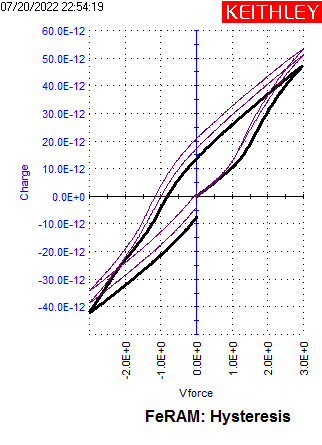 07/20/2022 22:54:19
KEITHLEY
60.0E-12
50.0E-12
40.0E-12
30.0E-12
20.0E-12
10.0E-12
0.0E+0
-10.0E-12
-20.0E-12
-30.0E-12
-40.0E-12
Charge
-2.0E+0
-1.0E+0
0.0E+0
1.0E+0
2.0E+0
3.0E+0
Vforce
FeRAM: Hysteresis